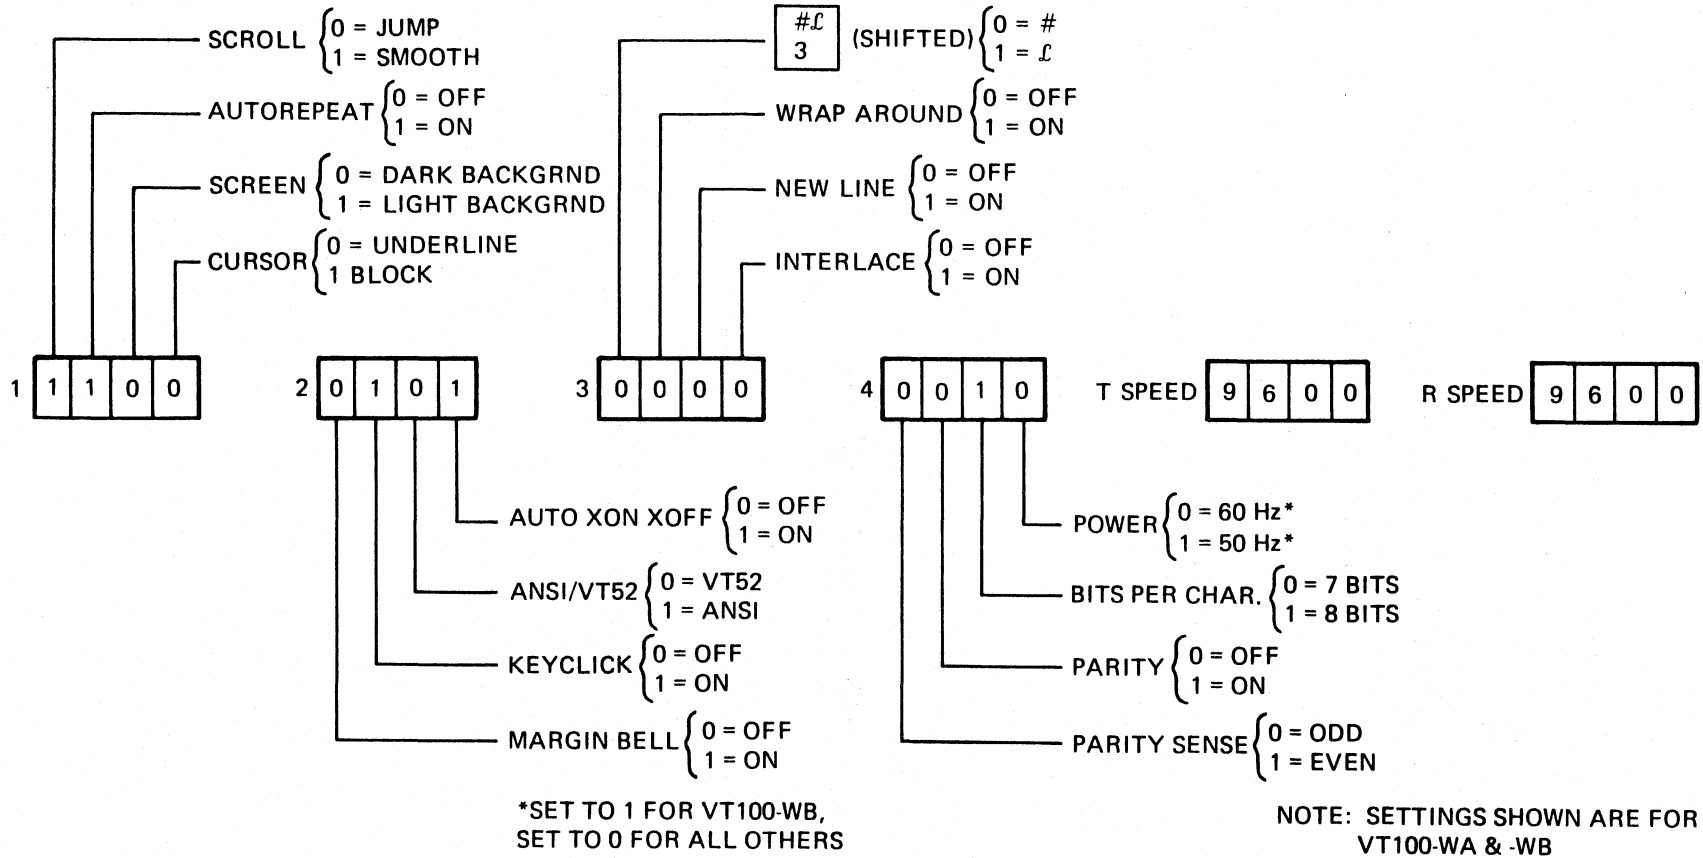 SCROLL 0 = JUMP
1 = SMOOTH
AUTOREPEAT 0 = OFF
1 = ON
SCREEN 0 = DARK BACKGRND
1 = LIGHT BACKGRND
CURSOR 0 = UNDERLINE
1 BLOCK
#£
3
(SHIFTED) 0 = #
1 = £
WRAP AROUND 0 = OFF
1 = ON
NEW LINE 0 = OFF
1 = ON
INTERLACE 0 = OFF
1 = ON
1 1 1 0 0
2 0 1 0 1
3 0 0 0 0
4 0 0 1 0
T SPEED 9 6 0 0
R SPEED 9 6 0 0
AUTO XON XOFF 0 = OFF
1 = ON
ANSI/VT52 0 = VT52
1 = ANSI
KEYCLICK 0 = OFF
1 = ON
MARGIN BELL 0 = OFF
1 = ON
POWER 0 = 60 Hz*
1 = 50 Hz*
BITS PER CHAR. 0 = 7 BITS
1 = 8 BITS
PARITY 0 = OFF
1 = ON
PARITY SENSE 0 = ODD
1 = EVEN
*SET TO 1 FOR VT100-WB,
SET TO 0 FOR ALL OTHERS
NOTE: SETTINGS SHOWN ARE FOR
VT100-WA & -WB